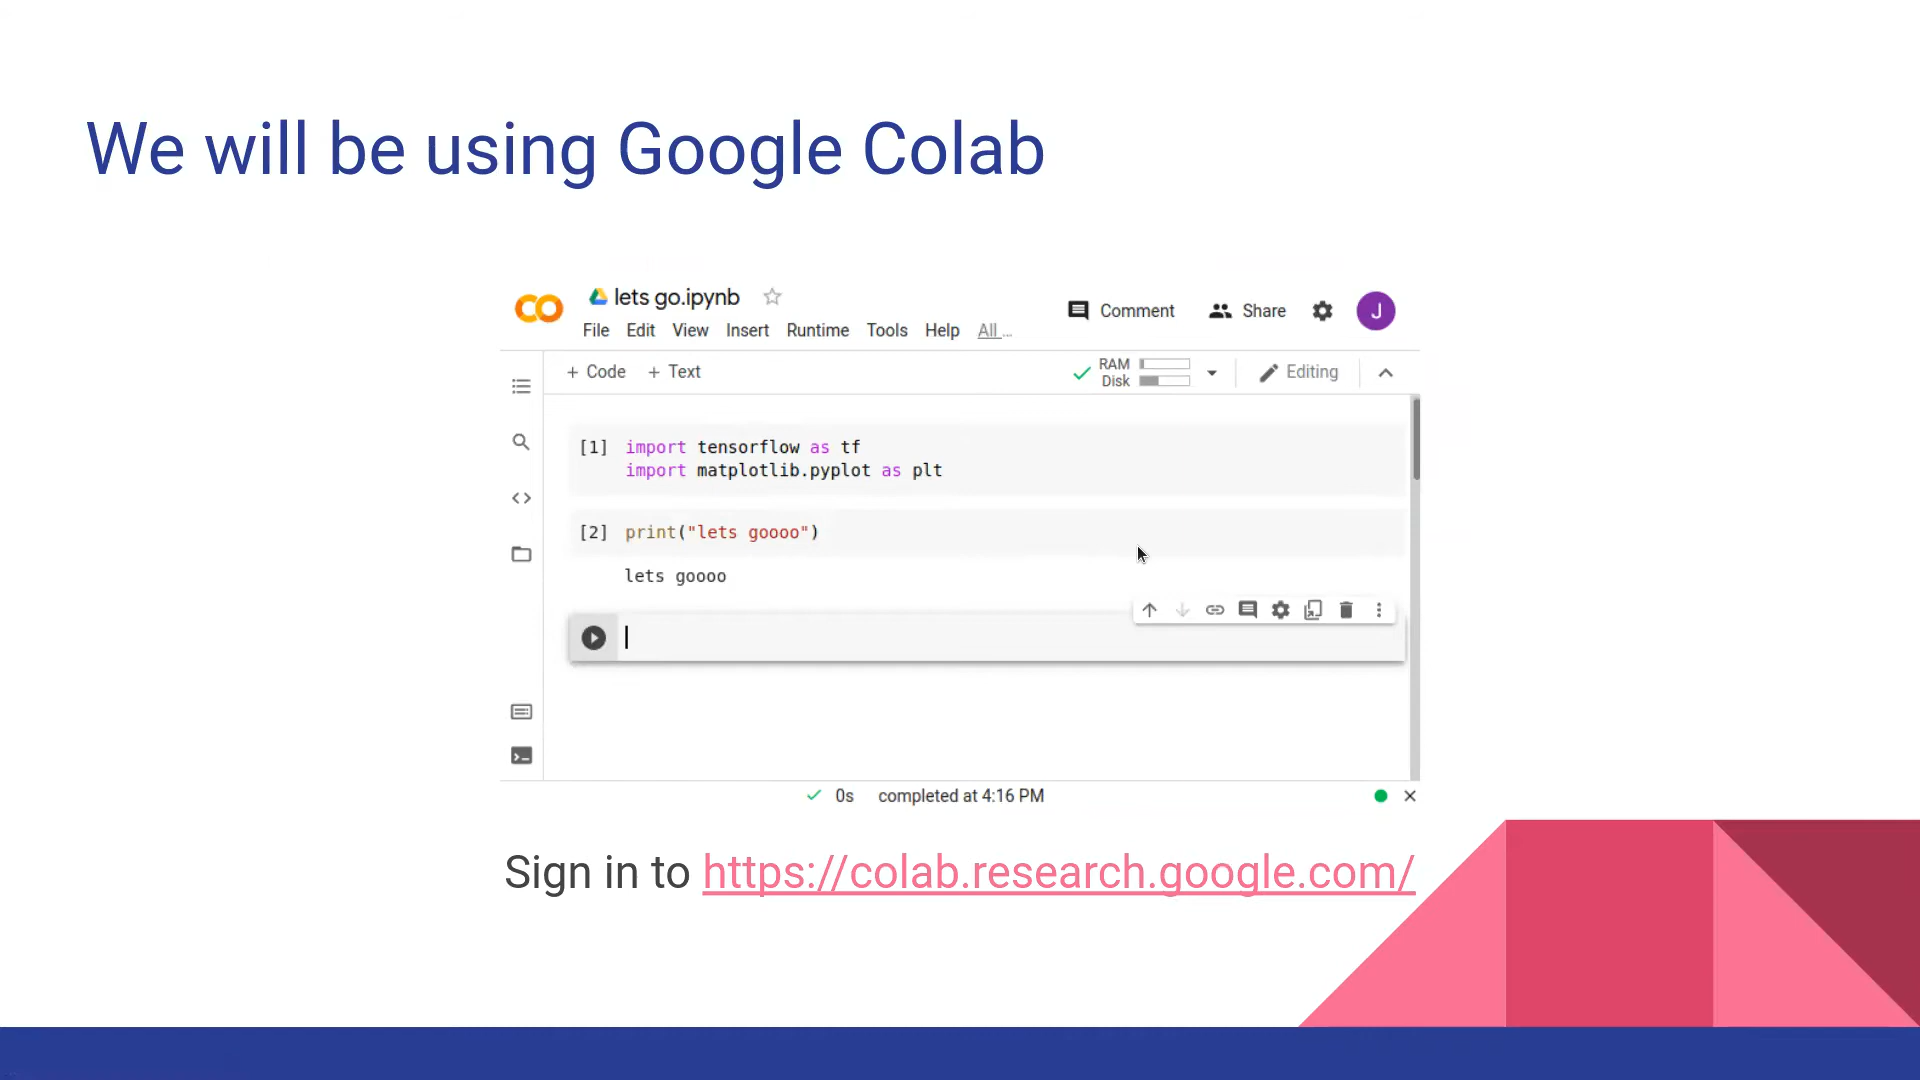 We will be using Google Colab
lets go.ipynb
Comment Share J
File Edit View Insert Runtime Tools Help All ...
+ Code + Text
RAM
Disk
Editing
[1] import tensorflow as tf
import matplotlib.pyplot as plt
[2] print("lets goooo")
lets goooo
0s completed at 4:16 PM
Sign in to https://colab.research.google.com/